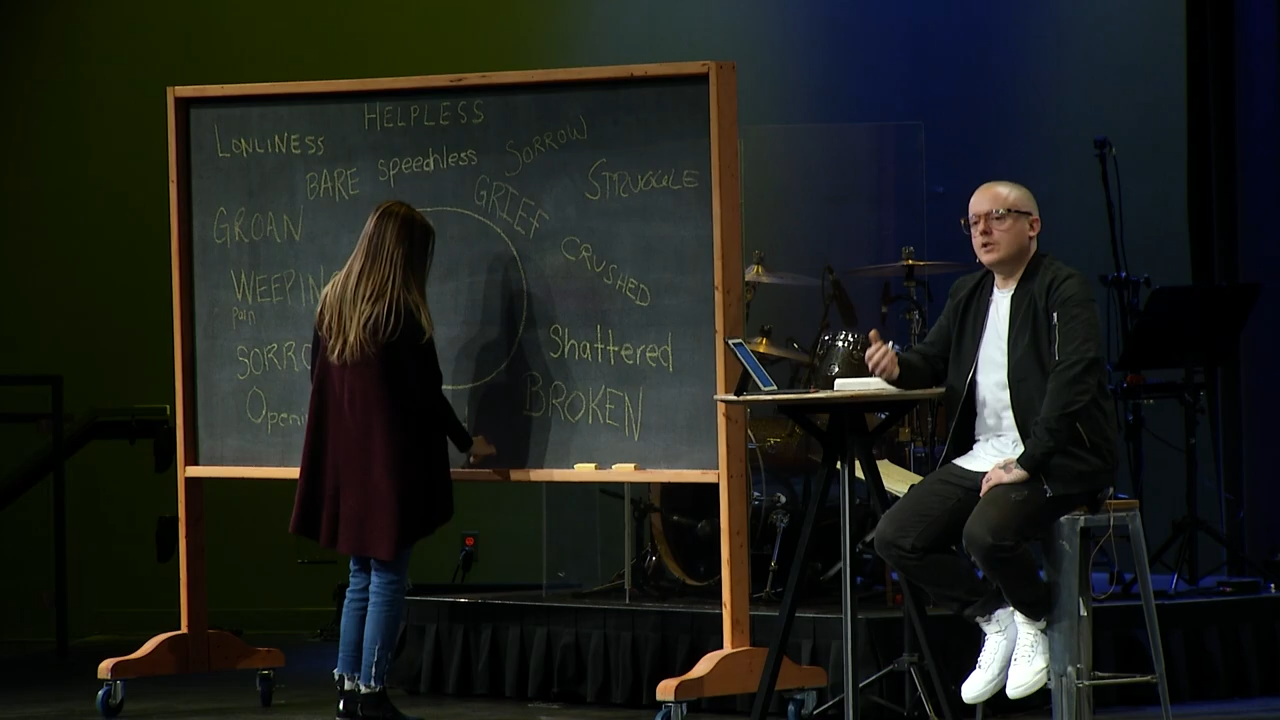 HELPLESS
LONLINESS
SORROW
speechless
BARE
STRUGGLE
GRIEF
GROAN
CRUSHED
WEEPIN
Pain
Shattered
SORRO
BROKEN
Openi